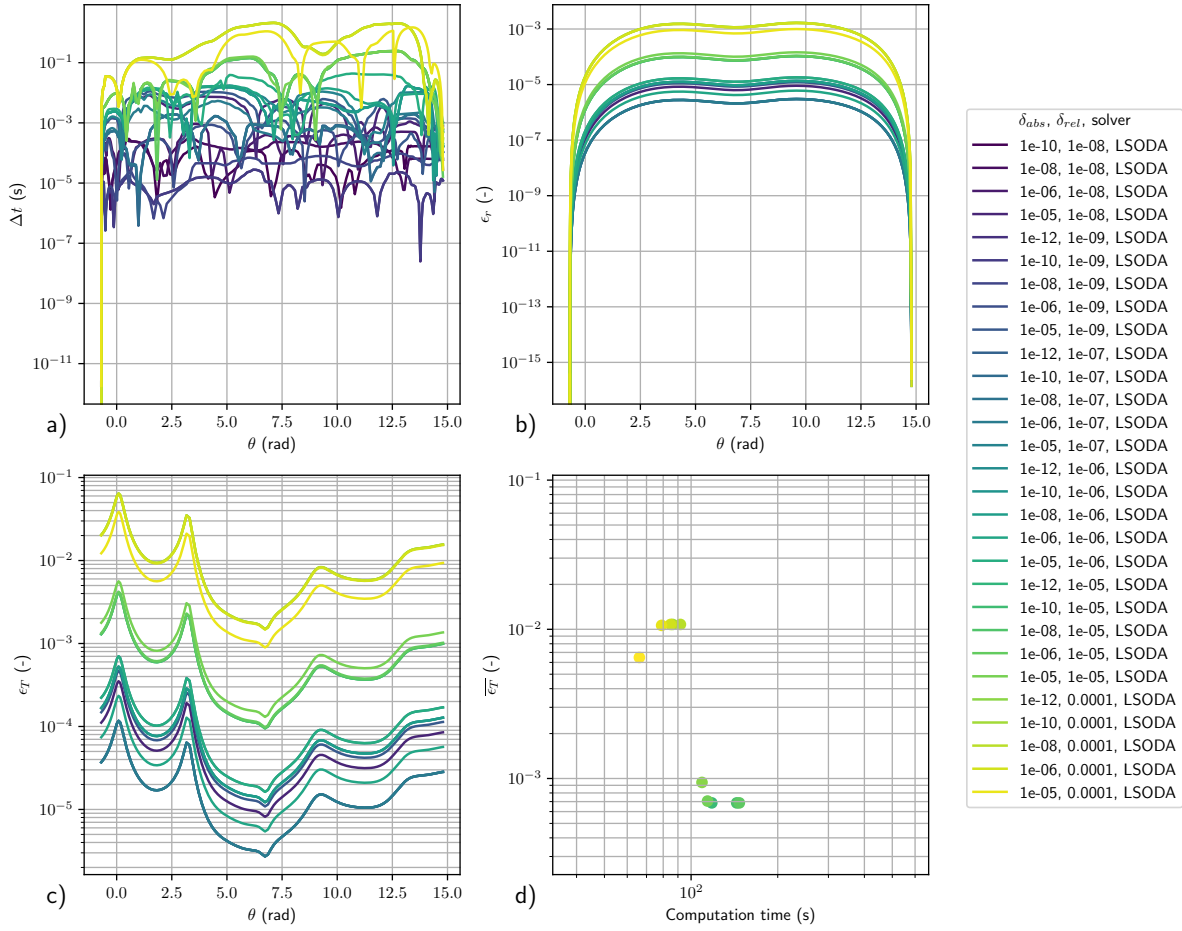 10⁻¹
10⁻³
10⁻⁵
10⁻⁷
10⁻⁹
10⁻¹¹
Δt (s)
0.0 2.5 5.0 7.5 10.0 12.5 15.0
θ (rad)
a)
10⁻³
10⁻⁵
10⁻⁷
10⁻⁹
10⁻¹¹
10⁻¹³
10⁻¹⁵
ϵᵣ (-)
0.0 2.5 5.0 7.5 10.0 12.5 15.0
θ (rad)
b)
10⁻¹
10⁻²
10⁻³
10⁻⁴
10⁻⁵
ϵ_T (-)
0.0 2.5 5.0 7.5 10.0 12.5 15.0
θ (rad)
c)
10⁻¹
10⁻²
10⁻³
\overline{ϵ_T} (-)
10²
Computation time (s)
d)
δ_abs, δ_rel, solver
1e-10, 1e-08, LSODA
1e-08, 1e-08, LSODA
1e-06, 1e-08, LSODA
1e-05, 1e-08, LSODA
1e-12, 1e-09, LSODA
1e-10, 1e-09, LSODA
1e-08, 1e-09, LSODA
1e-06, 1e-09, LSODA
1e-05, 1e-09, LSODA
1e-12, 1e-07, LSODA
1e-10, 1e-07, LSODA
1e-08, 1e-07, LSODA
1e-06, 1e-07, LSODA
1e-05, 1e-07, LSODA
1e-12, 1e-06, LSODA
1e-10, 1e-06, LSODA
1e-08, 1e-06, LSODA
1e-06, 1e-06, LSODA
1e-05, 1e-06, LSODA
1e-12, 1e-05, LSODA
1e-10, 1e-05, LSODA
1e-08, 1e-05, LSODA
1e-06, 1e-05, LSODA
1e-05, 1e-05, LSODA
1e-12, 0.0001, LSODA
1e-10, 0.0001, LSODA
1e-08, 0.0001, LSODA
1e-06, 0.0001, LSODA
1e-05, 0.0001, LSODA